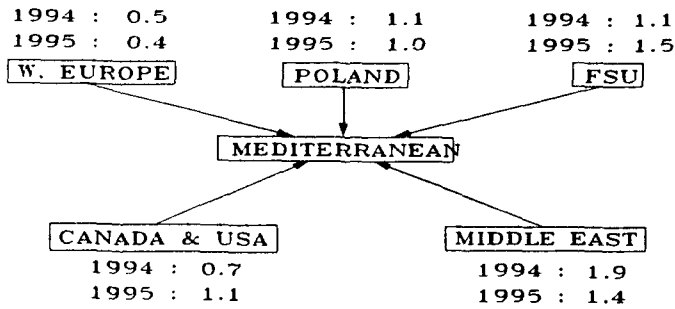 1994 : 0.5 1994 : 1.1 1994 : 1.1
1995 : 0.4 1995 : 1.0 1995 : 1.5
W. EUROPE POLAND FSU
MEDITERRANEAN
CANADA & USA MIDDLE EAST
1994 : 0.7 1994 : 1.9
1995 : 1.1 1995 : 1.4